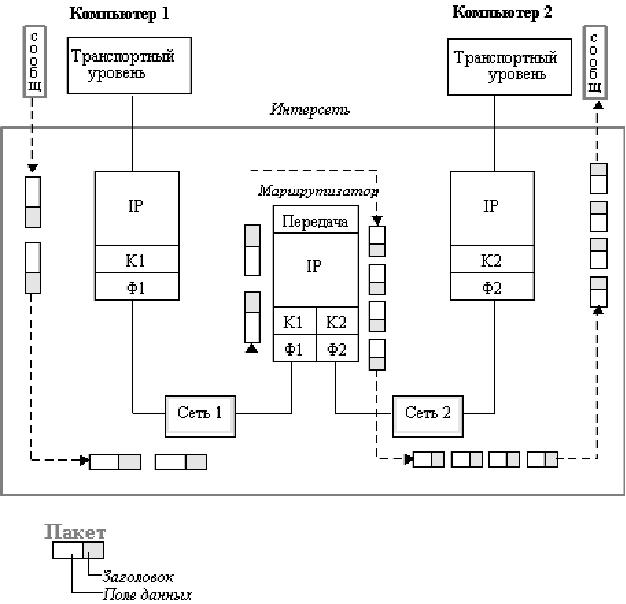 Компьютер 1
Компьютер 2
сообщ
Транспортный
уровень
Транспортный
уровень
сообщ
Интерсеть
Маршрутизатор
IP
К1
Ф1
Передача
IP
К1 К2
Ф1 Ф2
IP
К2
Ф2
Сеть 1
Сеть 2
Пакет
Заголовок
Поле данных